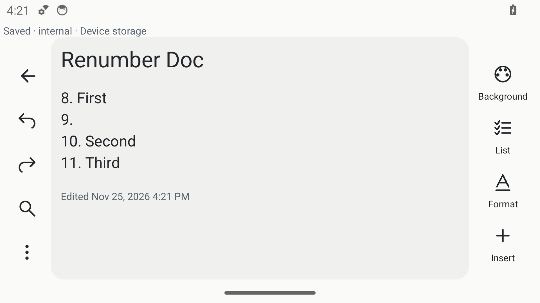 4:21
Saved · internal · Device storage
Renumber Doc
8. First
9.
10. Second
11. Third
Edited Nov 25, 2026 4:21 PM
Background
List
Format
Insert